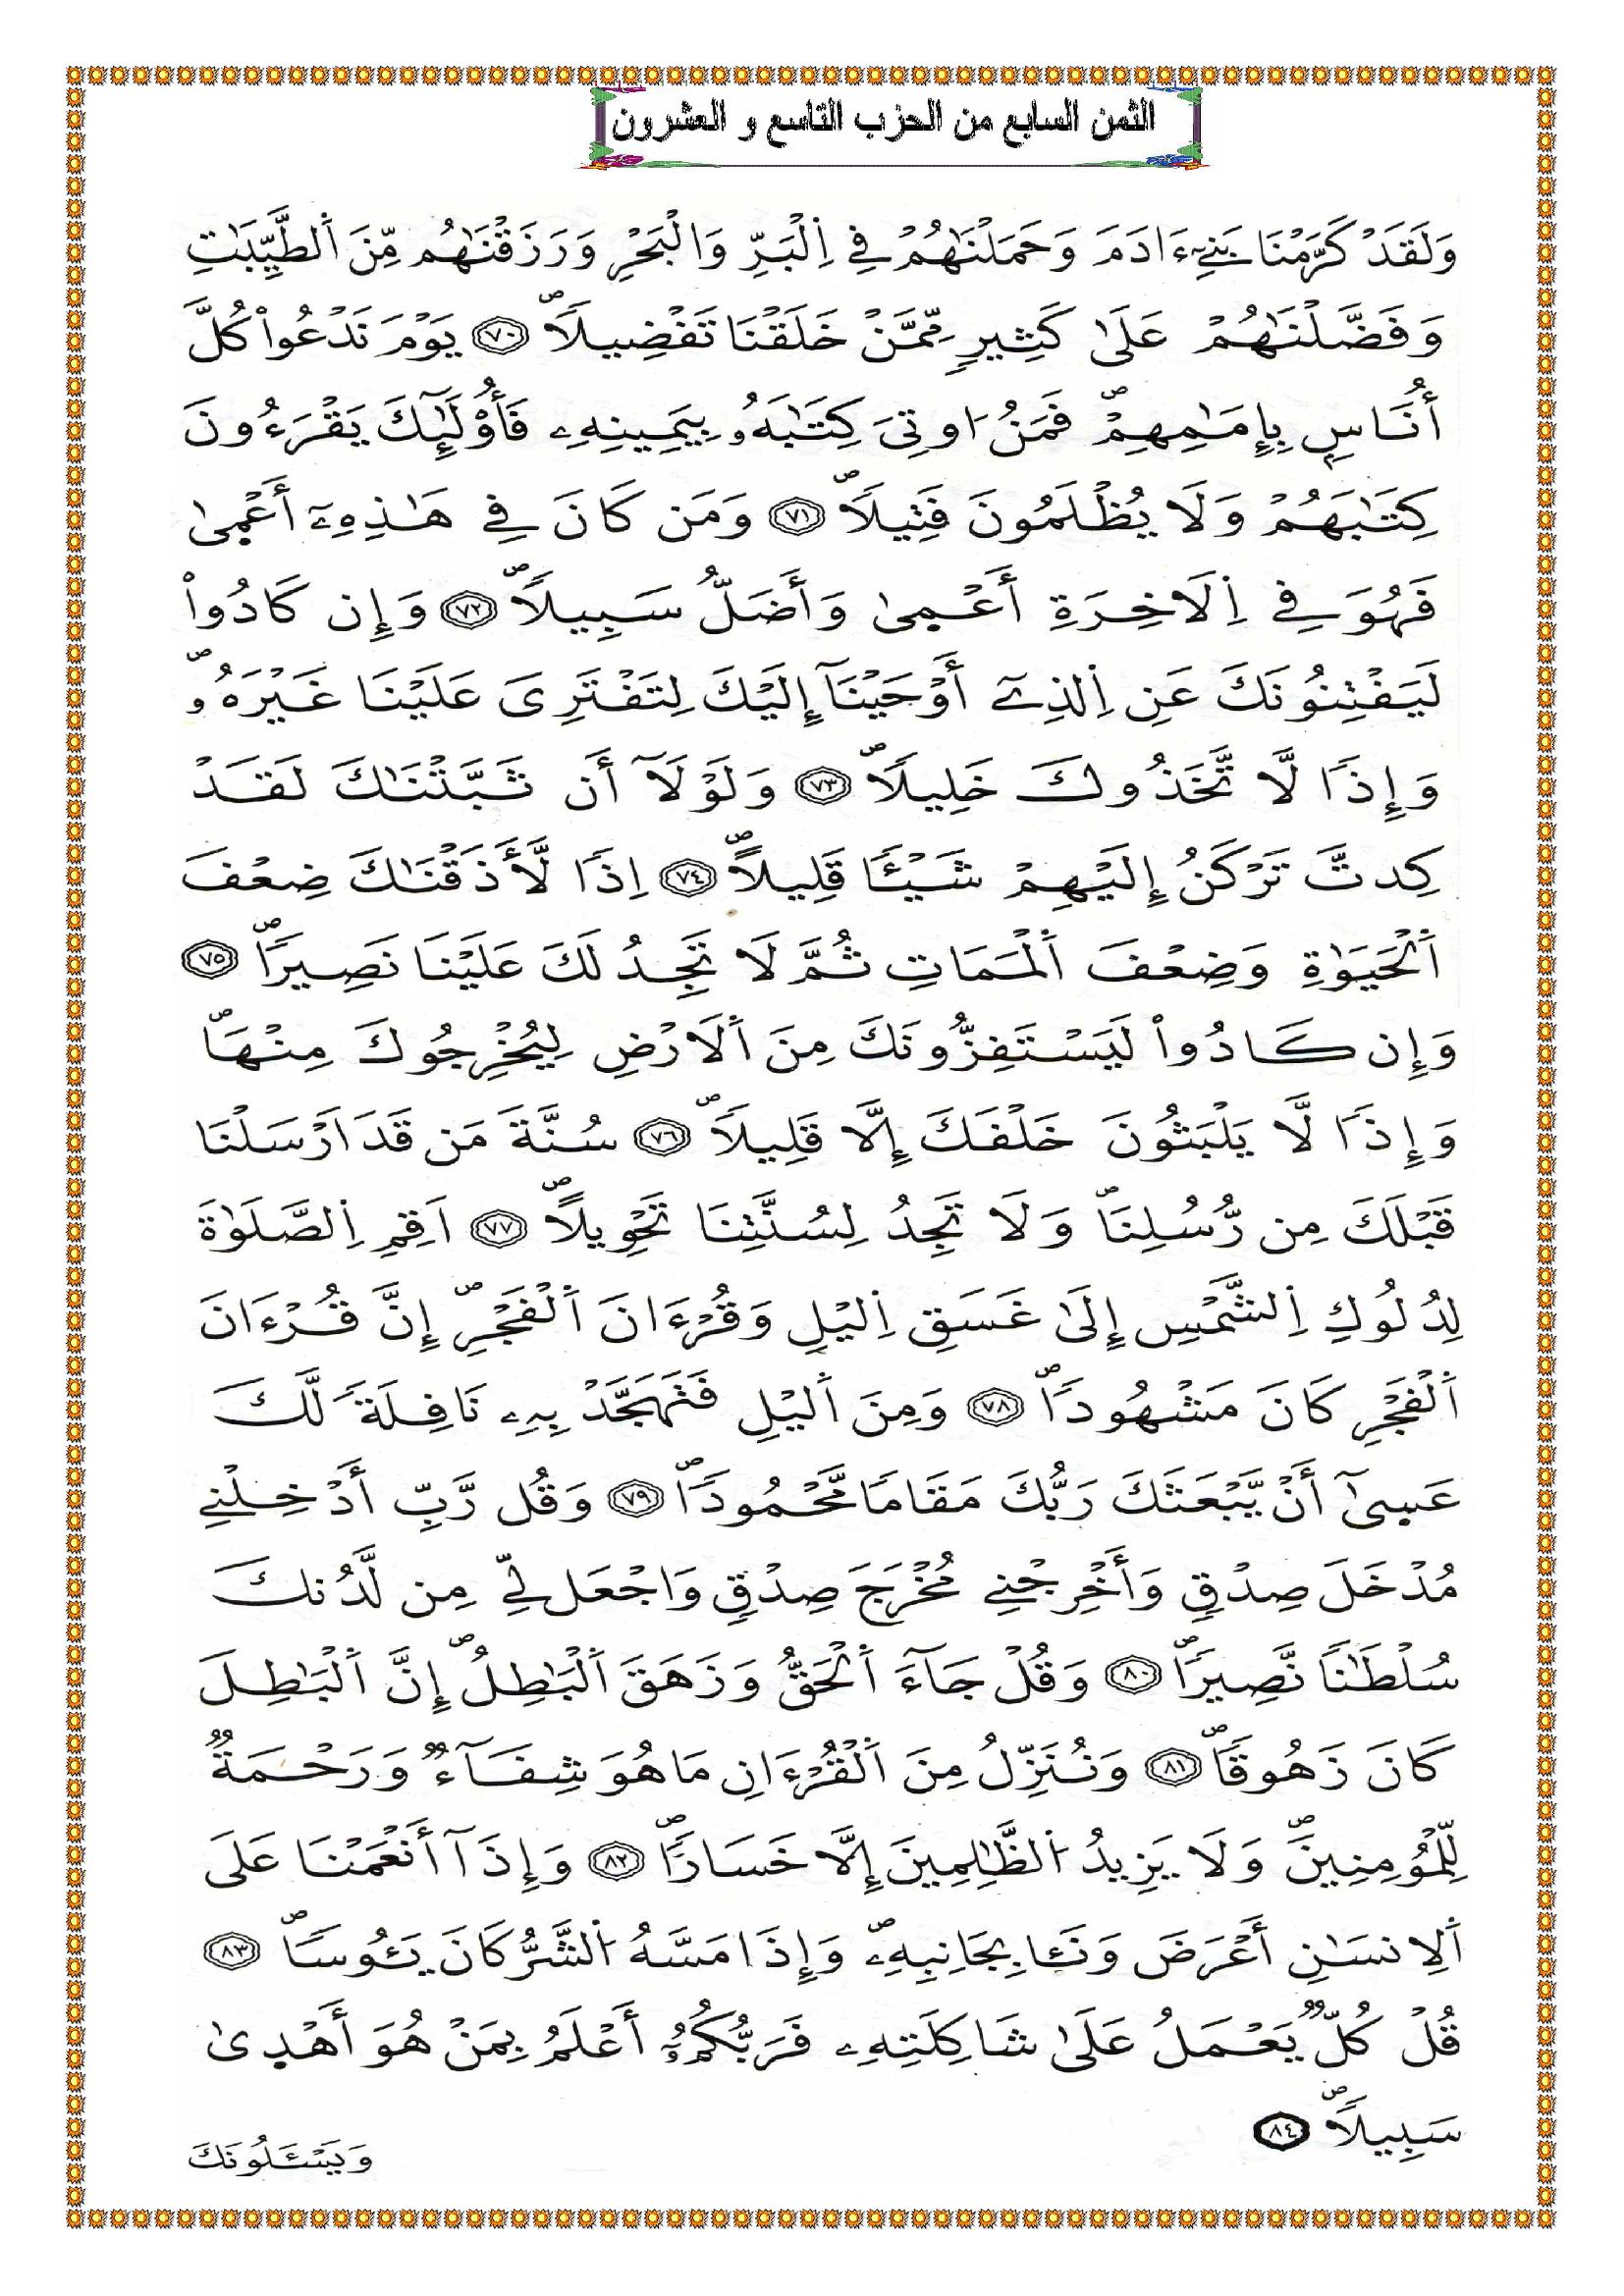 الثمن السابع من الحزب التاسع و العشرون
وَلَقَدْ كَرَّمْنَا بَنِےٓ ءَادَمَ وَحَمَلْنَٰهُمْ فِے اِ۬لْبَرِّ وَالْبَحْرِ وَرَزَقْنَٰهُم مِّنَ اَ۬لطَّيِّبَٰتِ
وَفَضَّلْنَٰهُمْ عَلَىٰ كَثِيرٖ مِّمَّنْ خَلَقْنَا تَفْضِيلاٗۖ ٧٠ يَوْمَ نَدْعُواْ كُلَّ
أُنَاسِۢ بِإِمَٰمِهِمْۖ فَمَنُ ا۟وتِيَ كِتَٰبَهُۥ بِيَمِينِهِۦ فَأُوْلَٰٓئِكَ يَقْرَءُونَ
كِتَٰبَهُمْ وَلَا يُظْلَمُونَ فَتِيلاٗۖ ٧١ وَمَن كَانَ فِے هَٰذِهِۦٓ أَعْمَىٰ
فَهُوَ فِے اِ۬لَاخِرَةِ أَعْمَىٰ وَأَضَلُّ سَبِيلاٗۖ ٧٢ وَإِن كَادُواْ
لَيَفْتِنُونَكَ عَنِ اِ۬لذِےٓ أَوْحَيْنَآ إِلَيْكَ لِتَفْتَرِيَ عَلَيْنَا غَيْرَهُۥۖ
وَإِذاٗ لَّا تَّخَذُوكَ خَلِيلاٗۖ ٧٣ وَلَوْلَآ أَن ثَبَّتْنَٰكَ لَقَدْ
كِدتَّ تَرْكَنُ إِلَيْهِمْ شَيْـٔاٗ قَلِيلاًۖ ٧٤ اِذاٗ لَّأَذَقْنَٰكَ ضِعْفَ
اَ۬لْحَيَوٰةِ وَضِعْفَ اَ۬لْمَمَاتِ ثُمَّ لَا تَجِدُ لَكَ عَلَيْنَا نَصِيراٗۖ ٧٥
وَإِن كَادُواْ لَيَسْتَفِزُّونَكَ مِنَ اَ۬لَارْضِ لِيُخْرِجُوكَ مِنْهَاۖ
وَإِذاٗ لَّا يَلْبَثُونَ خَلْفَكَ إِلَّا قَلِيلاٗۖ ٧٦ سُنَّةَ مَن قَدَ ا۟رْسَلْنَا
قَبْلَكَ مِن رُّسُلِنَاۖ وَلَا تَجِدُ لِسُنَّتِنَا تَحْوِيلاًۖ ٧٧ اَقِمِ اِ۬لصَّلَوٰةَ
لِدُلُوكِ اِ۬لشَّمْسِ إِلَىٰ غَسَقِ اِ۬ليْلِ وَقُرْءَانَ اَ۬لْفَجْرِۖ إِنَّ قُرْءَانَ
اَ۬لْفَجْرِ كَانَ مَشْهُوداٗۖ ٧٨ وَمِنَ اَ۬ليْلِ فَتَهَجَّدْ بِهِۦ نَافِلَةٗ لَّكَ
عَسَىٰٓ أَنْ يَّبْعَثَكَ رَبُّكَ مَقَاماٗ مَّحْمُوداٗۖ ٧٩ وَقُل رَّبِّ أَدْخِلْنِے
مُدْخَلَ صِدْقٖ وَأَخْرِجْنِے مُخْرَجَ صِدْقٖ وَاجْعَل لِّے مِن لَّدُنكَ
سُلْطَٰناٗ نَّصِيراٗۖ ٨٠ وَقُلْ جَآءَ اَ۬لْحَقُّ وَزَهَقَ اَ۬لْبَٰطِلُۖ إِنَّ اَ۬لْبَٰطِلَ
كَانَ زَهُوقاٗۖ ٨١ وَنُنَزِّلُ مِنَ اَ۬لْقُرْءَانِ مَا هُوَ شِفَآءٞ وَرَحْمَةٞ
لِّلْمُومِنِينَۖ وَلَا يَزِيدُ اُ۬لظَّٰلِمِينَ إِلَّا خَسَاراٗۖ ٨٢ وَإِذَآ أَنْعَمْنَا عَلَى
اَ۬لِانسَٰنِ أَعْرَضَ وَنَـَٔا بِجَانِبِهِۦۖ وَإِذَا مَسَّهُ اُ۬لشَّرُّ كَانَ يَـُٔوساٗۖ ٨٣
قُلْ كُلّٞ يَعْمَلُ عَلَىٰ شَاكِلَتِهِۦ فَرَبُّكُمُۥٓ أَعْلَمُ بِمَنْ هُوَ أَهْدَىٰ
سَبِيلاٗۖ ٨٤
وَيَسْـَٔلُونَكَ